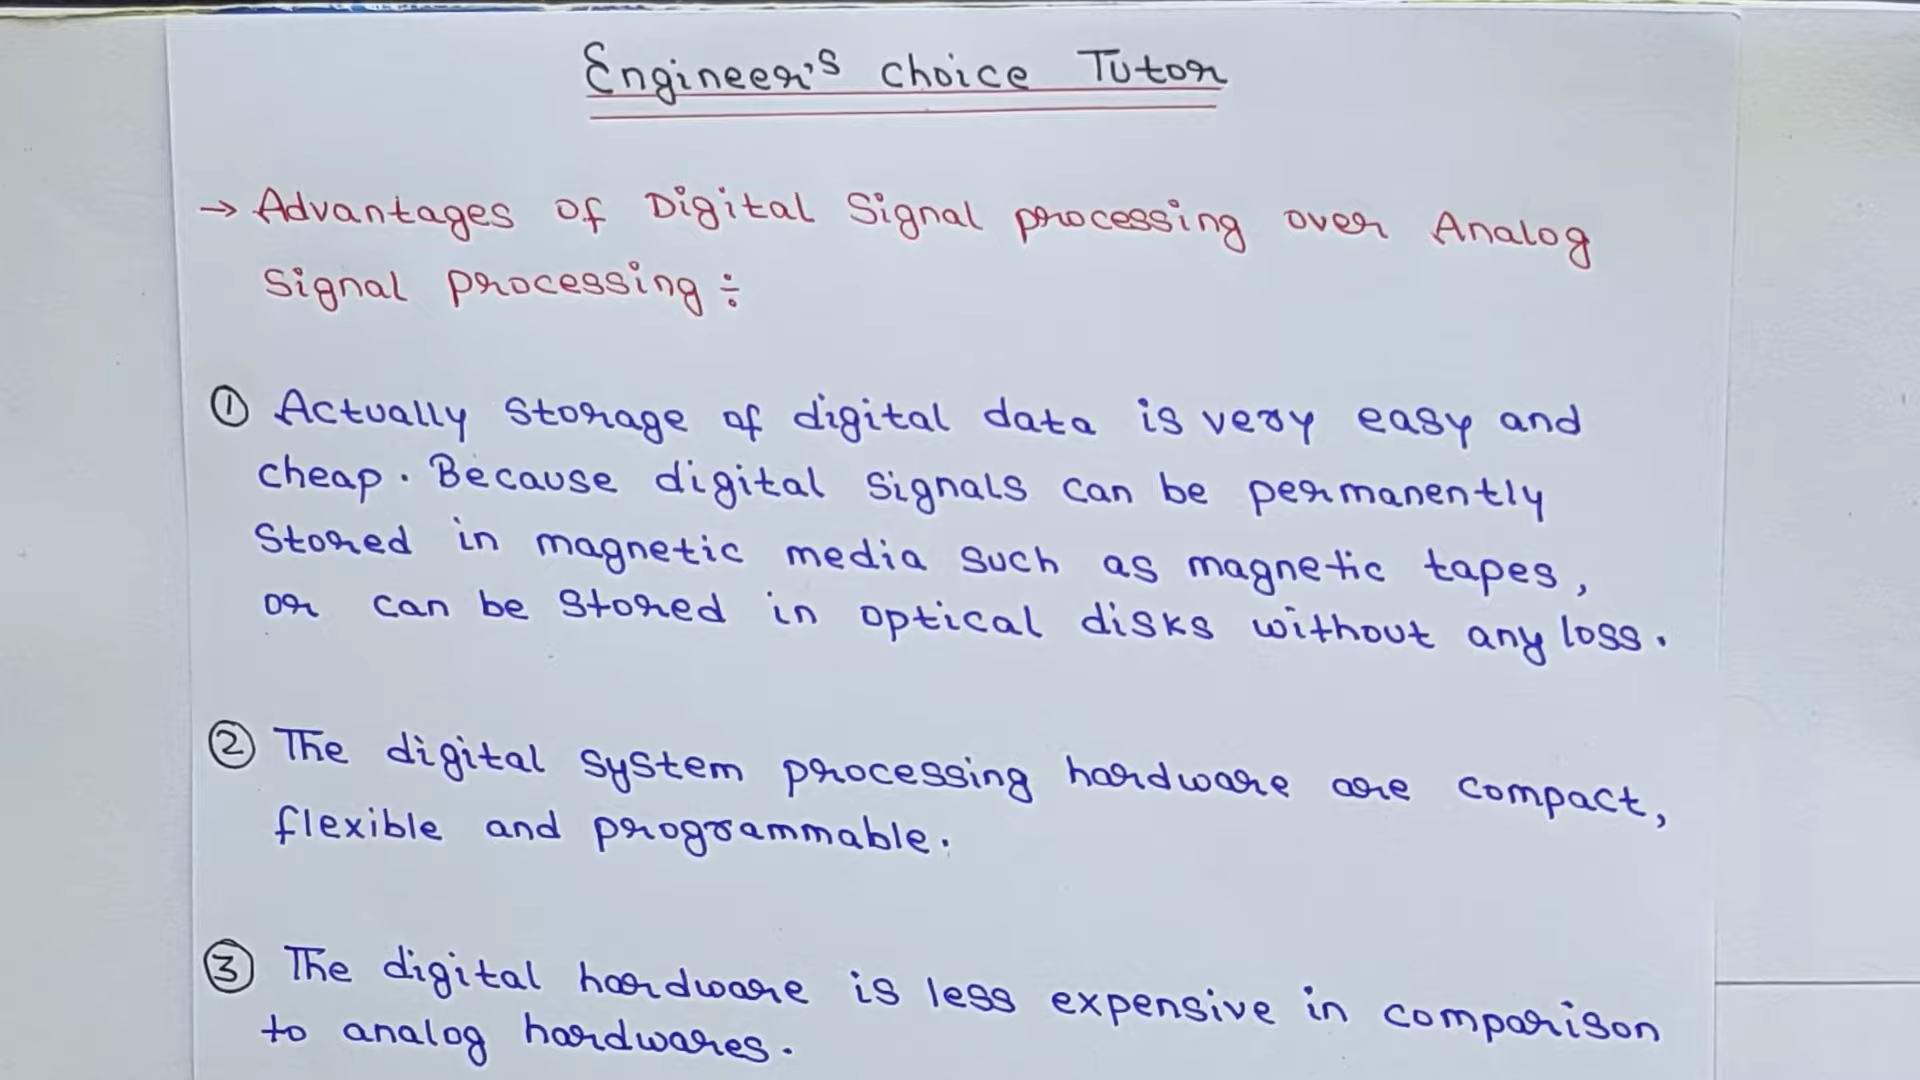 Engineer's choice Tutor
→ Advantages of Digital Signal processing over Analog
Signal processing ÷
① Actually storage of digital data is very easy and
cheap. Because digital signals can be permanently
stored in magnetic media such as magnetic tapes,
or can be stored in optical disks without any loss.
② The digital system processing hardware are compact,
flexible and programmable.
③ The digital hardware is less expensive in comparison
to analog hardwares.